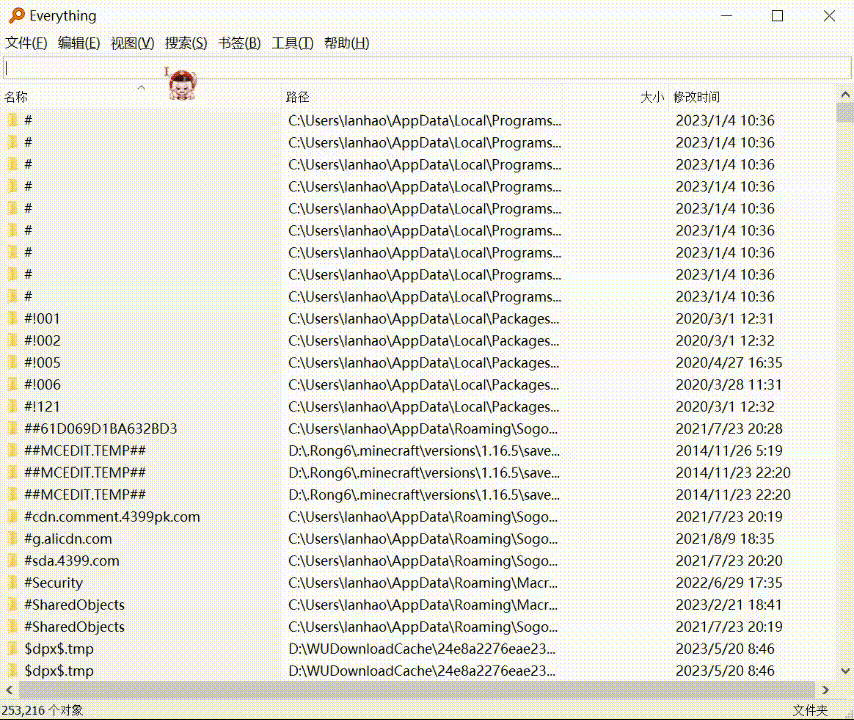 Everything
文件(F) 编辑(E) 视图(V) 搜索(S) 书签(B) 工具(T) 帮助(H)
名称 路径 大小 修改时间
# C:\Users\lanhao\AppData\Local\Programs... 2023/1/4 10:36
# C:\Users\lanhao\AppData\Local\Programs... 2023/1/4 10:36
# C:\Users\lanhao\AppData\Local\Programs... 2023/1/4 10:36
# C:\Users\lanhao\AppData\Local\Programs... 2023/1/4 10:36
# C:\Users\lanhao\AppData\Local\Programs... 2023/1/4 10:36
# C:\Users\lanhao\AppData\Local\Programs... 2023/1/4 10:36
# C:\Users\lanhao\AppData\Local\Programs... 2023/1/4 10:36
# C:\Users\lanhao\AppData\Local\Programs... 2023/1/4 10:36
# C:\Users\lanhao\AppData\Local\Programs... 2023/1/4 10:36
#!001 C:\Users\lanhao\AppData\Local\Packages... 2020/3/1 12:31
#!002 C:\Users\lanhao\AppData\Local\Packages... 2020/3/1 12:32
#!005 C:\Users\lanhao\AppData\Local\Packages... 2020/4/27 16:35
#!006 C:\Users\lanhao\AppData\Local\Packages... 2020/3/28 11:31
#!121 C:\Users\lanhao\AppData\Local\Packages... 2020/3/1 12:32
##61D069D1BA632BD3 C:\Users\lanhao\AppData\Roaming\Sogo... 2021/7/23 20:28
##MCEDIT.TEMP## D:\.Rong6\.minecraft\versions\1.16.5\save... 2014/11/26 5:19
##MCEDIT.TEMP## D:\.Rong6\.minecraft\versions\1.16.5\save... 2014/11/23 22:20
##MCEDIT.TEMP## D:\.Rong6\.minecraft\versions\1.16.5\save... 2014/11/23 22:20
#cdn.comment.4399pk.com C:\Users\lanhao\AppData\Roaming\Sogo... 2021/7/23 20:19
#g.alicdn.com C:\Users\lanhao\AppData\Roaming\Sogo... 2021/8/9 18:35
#sda.4399.com C:\Users\lanhao\AppData\Roaming\Sogo... 2021/7/23 20:20
#Security C:\Users\lanhao\AppData\Roaming\Macr... 2022/6/29 17:35
#SharedObjects C:\Users\lanhao\AppData\Roaming\Macr... 2023/2/21 18:41
#SharedObjects C:\Users\lanhao\AppData\Roaming\Sogo... 2021/7/23 20:19
$dpx$.tmp D:\WUDownloadCache\24e8a2276eae23... 2023/5/20 8:46
$dpx$.tmp D:\WUDownloadCache\24e8a2276eae23... 2023/5/20 8:46
253,216 个对象 文件夹